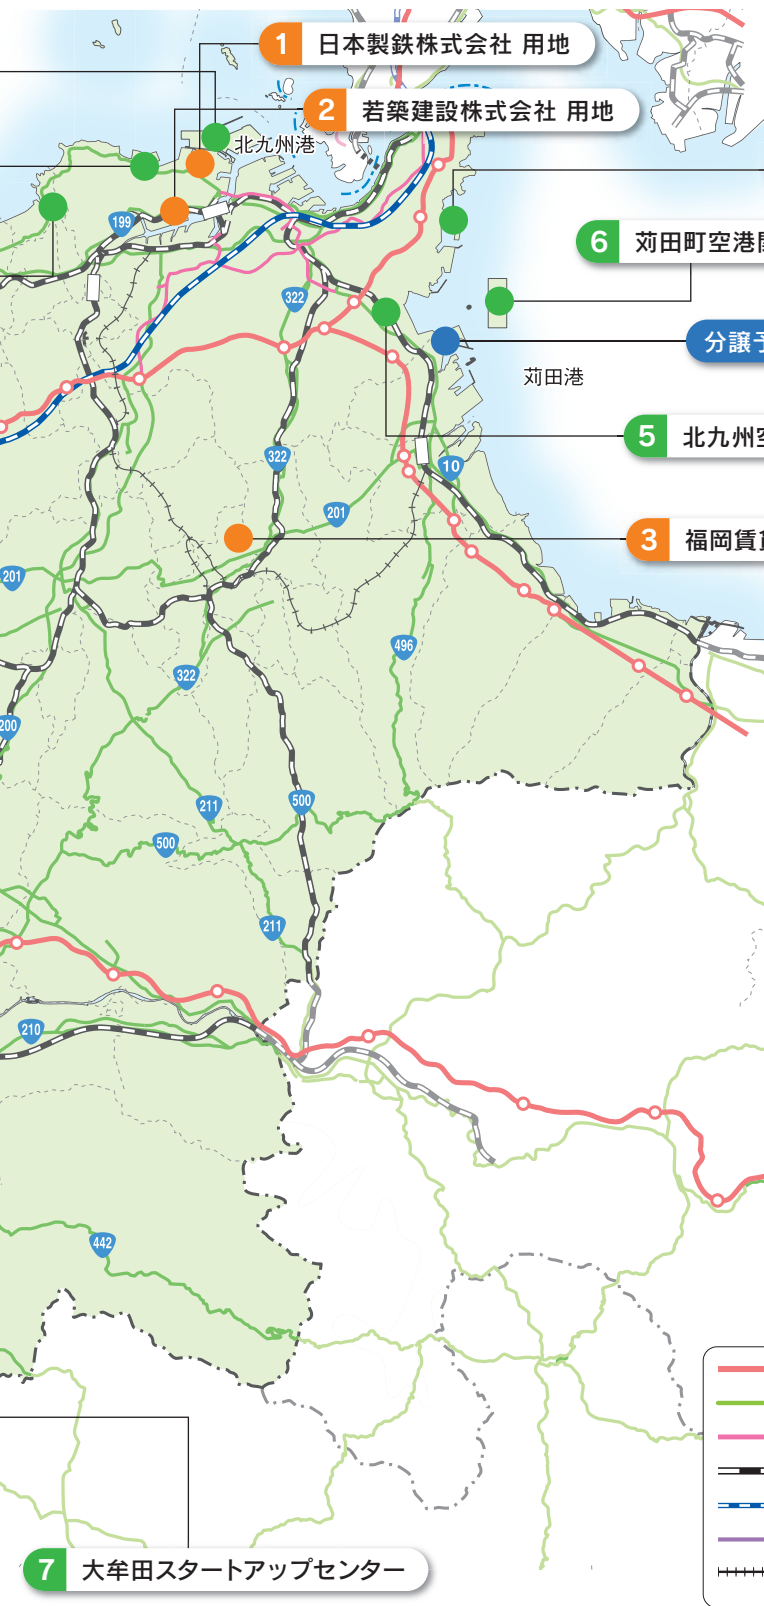 1 日本製鉄株式会社 用地
2 若築建設株式会社 用地
北九州港
199
6 苅田町空港
322
分譲予
苅田港
5 北九州空
322
10
201
3 福岡賃
201
496
322
200
211
500
500
211
210
442
7 大牟田スタートアップセンター